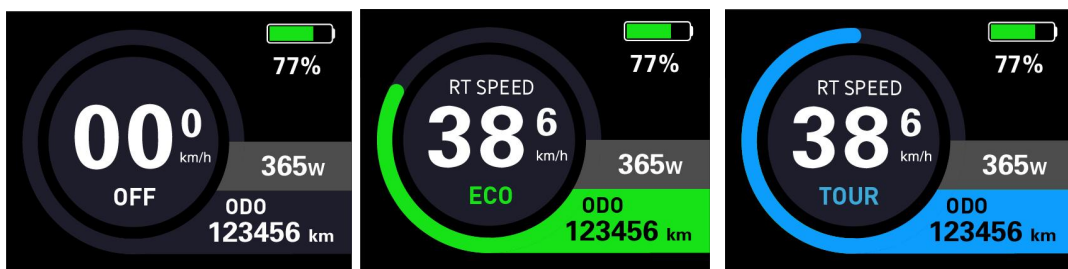 77%
00 0
km/h
365W
OFF
ODO
123456 km
77%
RT SPEED
38 6
km/h
365W
ECO
ODO
123456 km
77%
RT SPEED
38 6
km/h
365W
TOUR
ODO
123456 km